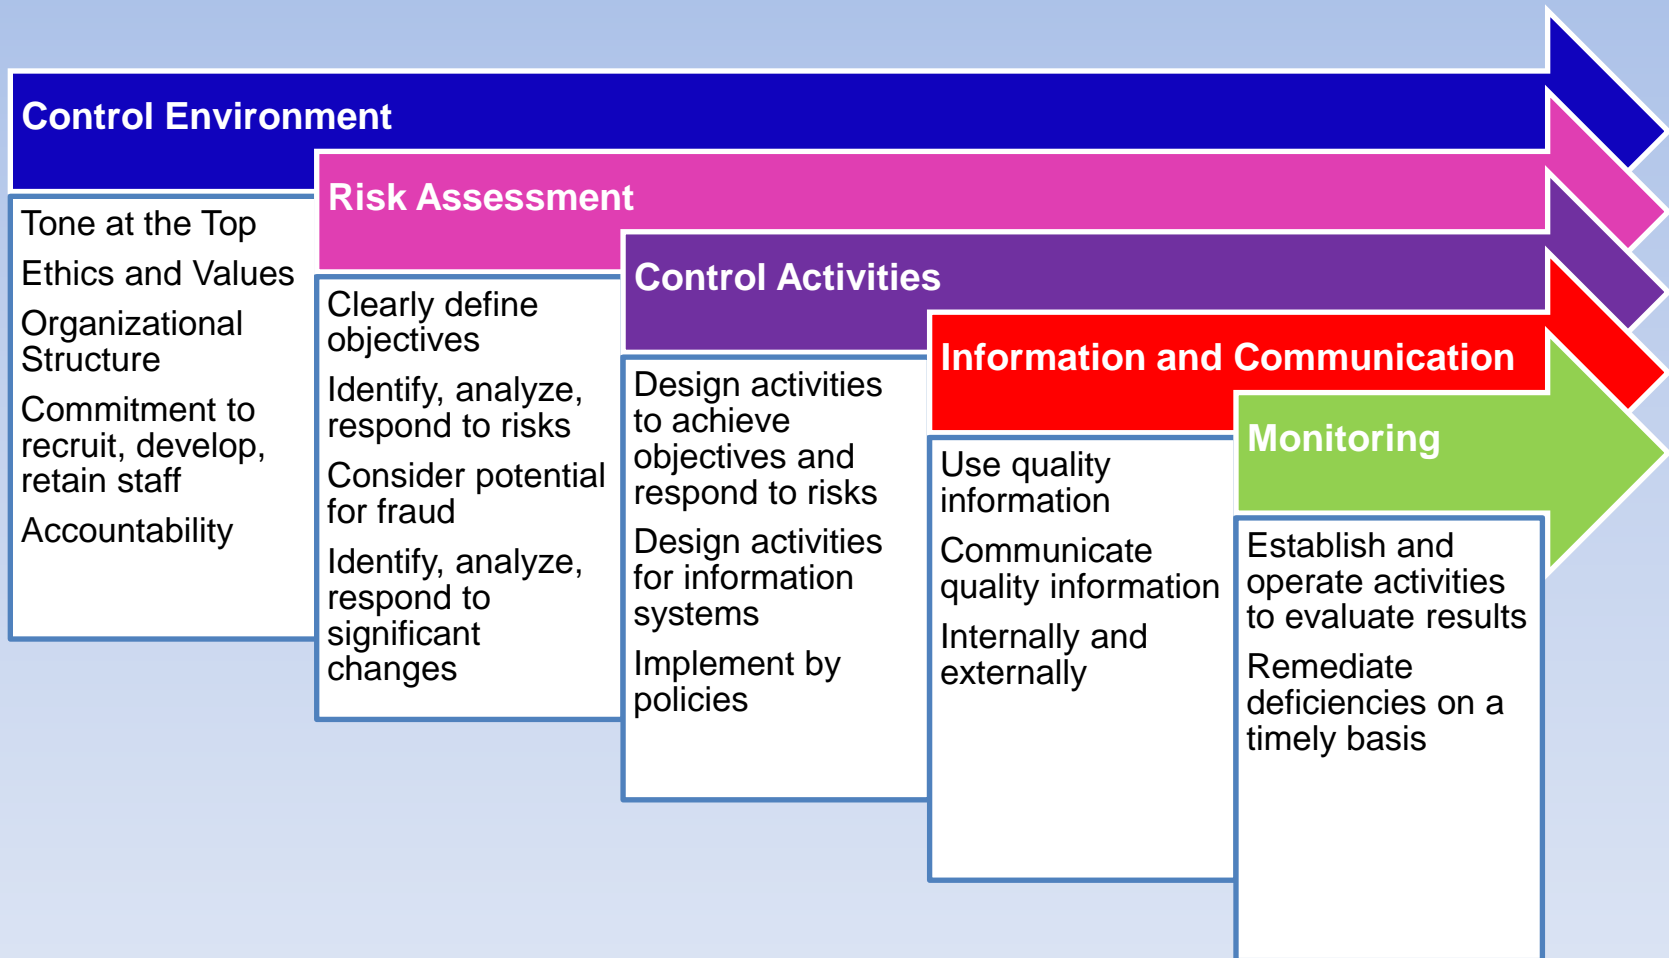 Control Environment
Tone at the Top
Ethics and Values
Organizational
Structure
Commitment to
recruit, develop,
retain staff
Accountability
Risk Assessment
Clearly define
objectives
Identify, analyze,
respond to risks
Consider potential
for fraud
Identify, analyze,
respond to
significant
changes
Control Activities
Design activities
to achieve
objectives and
respond to risks
Design activities
for information
systems
Implement by
policies
Information and Communication
Use quality
information
Communicate
quality information
Internally and
externally
Monitoring
Establish and
operate activities
to evaluate results
Remediate
deficiencies on a
timely basis